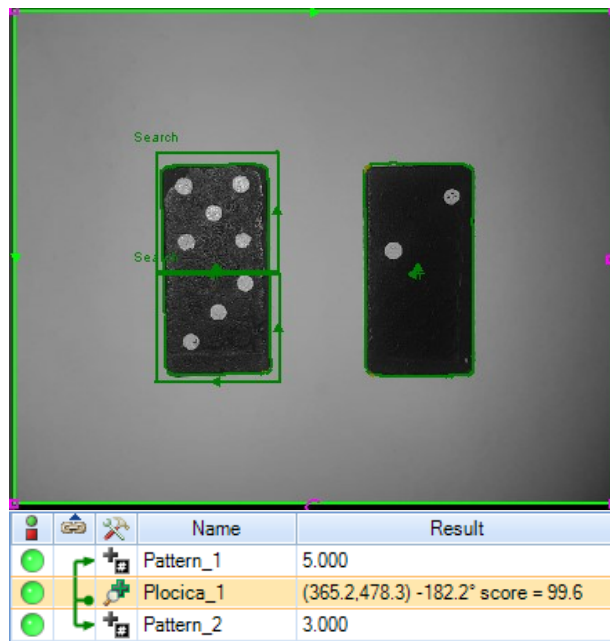 Search
Search
Name Result
Pattern_1 5.000
Plocica_1 (365.2,478.3) -182.2° score = 99.6
Pattern_2 3.000